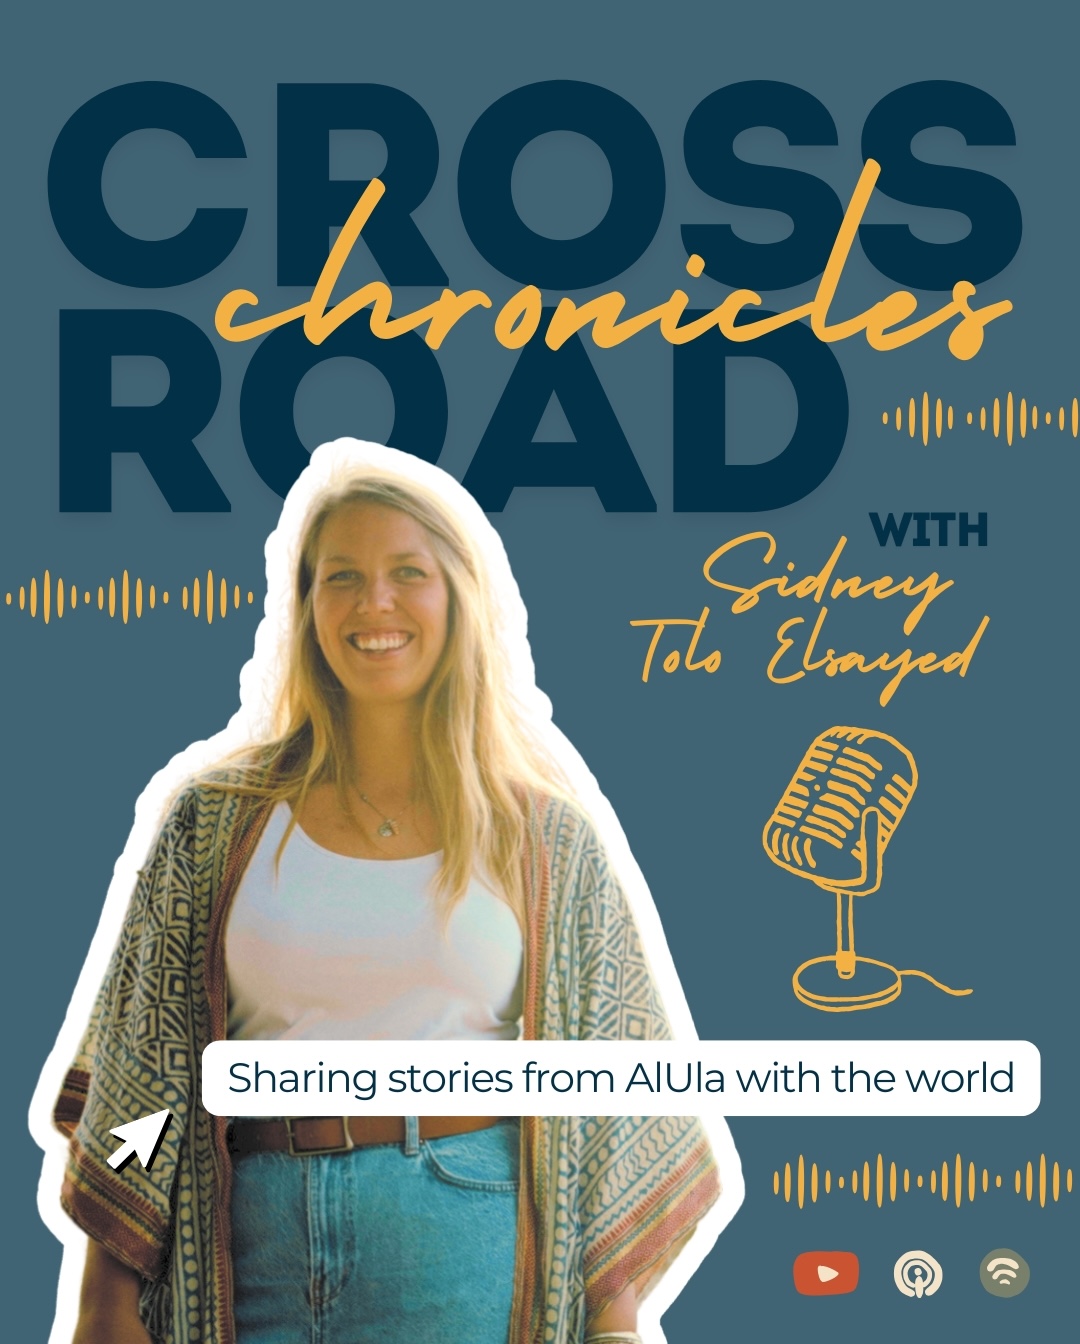 CROSS
chronicles
ROAD
WITH
Sidney
Tolo Elsayed
Sharing stories from AlUla with the world